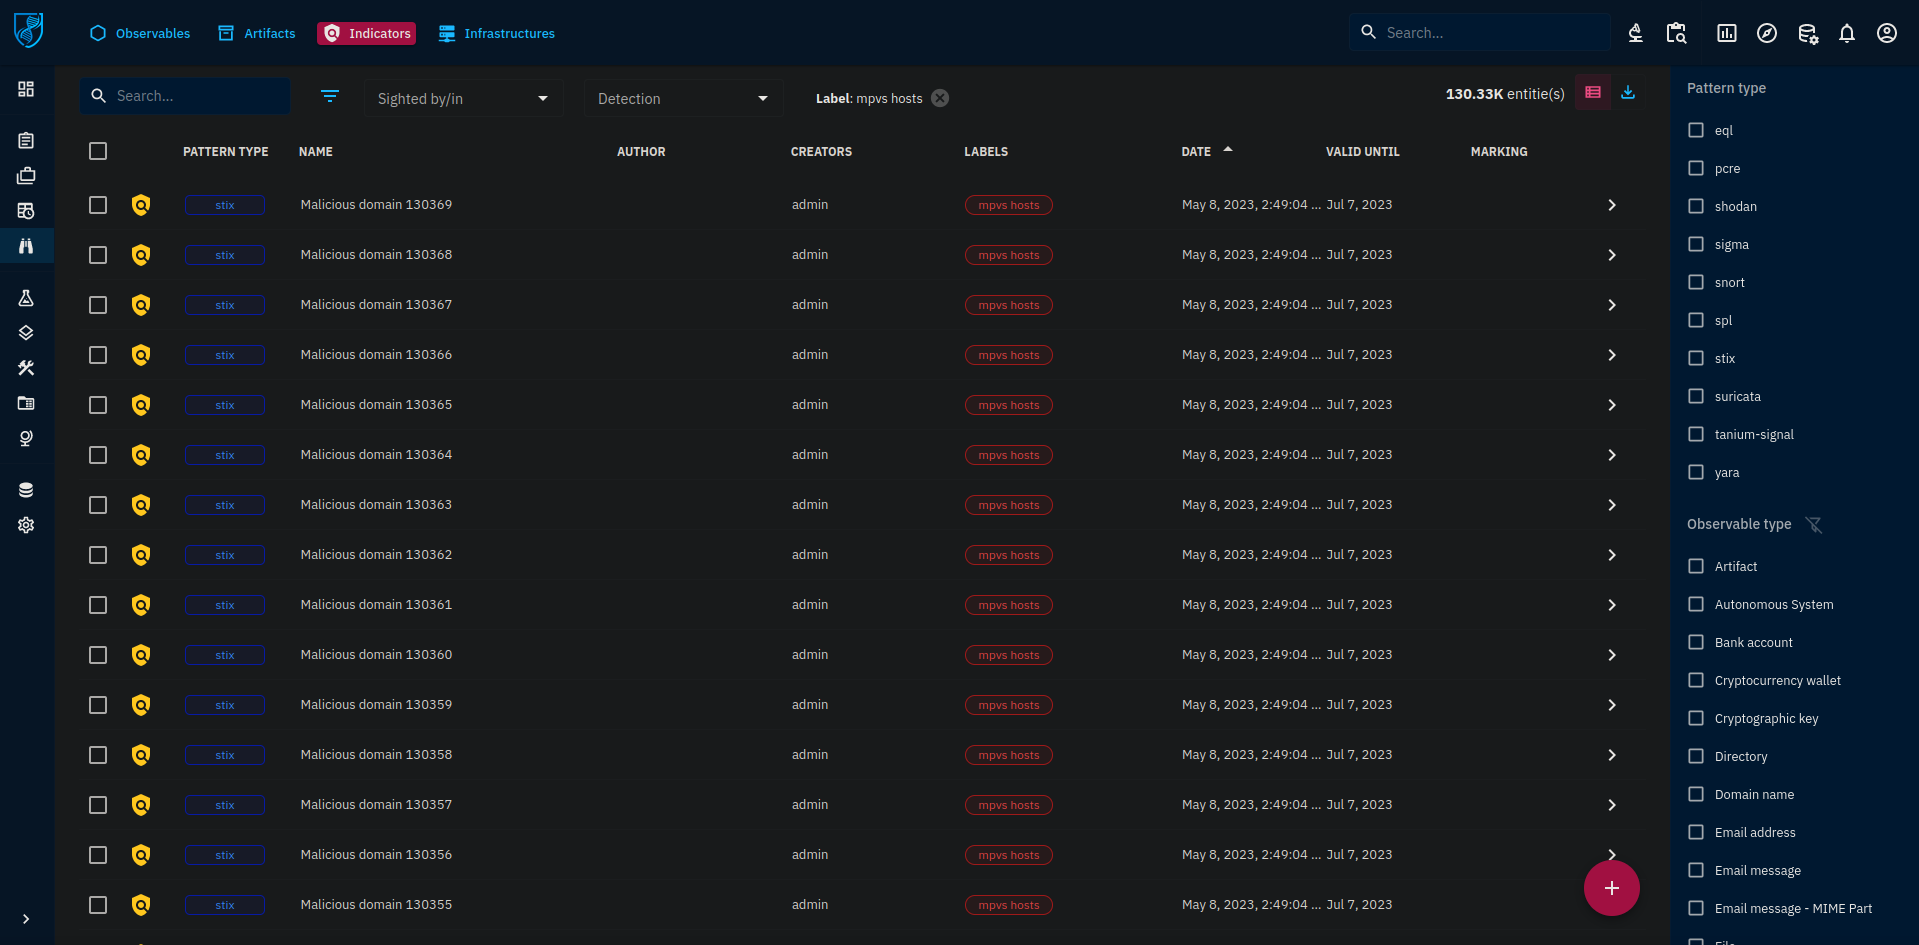 Observables Artifacts Indicators Infrastructures Search...
Search... Sighted by/in Detection Label: mpvs hosts 130.33K entitie(s)
PATTERN TYPE NAME AUTHOR CREATORS LABELS DATE VALID UNTIL MARKING
stix Malicious domain 130369 admin mpvs hosts May 8, 2023, 2:49:04 ... Jul 7, 2023
stix Malicious domain 130368 admin mpvs hosts May 8, 2023, 2:49:04 ... Jul 7, 2023
stix Malicious domain 130367 admin mpvs hosts May 8, 2023, 2:49:04 ... Jul 7, 2023
stix Malicious domain 130366 admin mpvs hosts May 8, 2023, 2:49:04 ... Jul 7, 2023
stix Malicious domain 130365 admin mpvs hosts May 8, 2023, 2:49:04 ... Jul 7, 2023
stix Malicious domain 130364 admin mpvs hosts May 8, 2023, 2:49:04 ... Jul 7, 2023
stix Malicious domain 130363 admin mpvs hosts May 8, 2023, 2:49:04 ... Jul 7, 2023
stix Malicious domain 130362 admin mpvs hosts May 8, 2023, 2:49:04 ... Jul 7, 2023
stix Malicious domain 130361 admin mpvs hosts May 8, 2023, 2:49:04 ... Jul 7, 2023
stix Malicious domain 130360 admin mpvs hosts May 8, 2023, 2:49:04 ... Jul 7, 2023
stix Malicious domain 130359 admin mpvs hosts May 8, 2023, 2:49:04 ... Jul 7, 2023
stix Malicious domain 130358 admin mpvs hosts May 8, 2023, 2:49:04 ... Jul 7, 2023
stix Malicious domain 130357 admin mpvs hosts May 8, 2023, 2:49:04 ... Jul 7, 2023
stix Malicious domain 130356 admin mpvs hosts May 8, 2023, 2:49:04 ... Jul 7, 2023
stix Malicious domain 130355 admin mpvs hosts May 8, 2023, 2:49:04 ... Jul 7, 2023
Pattern type
eql
pcre
shodan
sigma
snort
spl
stix
suricata
tanium-signal
yara
Observable type
Artifact
Autonomous System
Bank account
Cryptocurrency wallet
Cryptographic key
Directory
Domain name
Email address
Email message
Email message - MIME Part